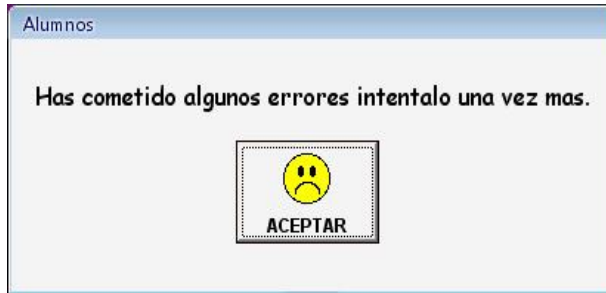 Alumnos
Has cometido algunos errores intentalo una vez mas.
ACEPTAR